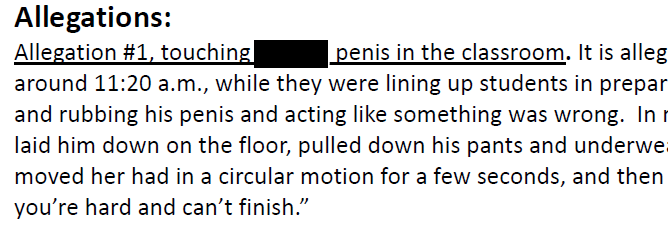 Allegations:
Allegation #1, touching penis in the classroom. It is alleg
around 11:20 a.m., while they were lining up students in prepar
and rubbing his penis and acting like something was wrong. In
laid him down on the floor, pulled down his pants and underwe
moved her had in a circular motion for a few seconds, and then
you’re hard and can’t finish.”